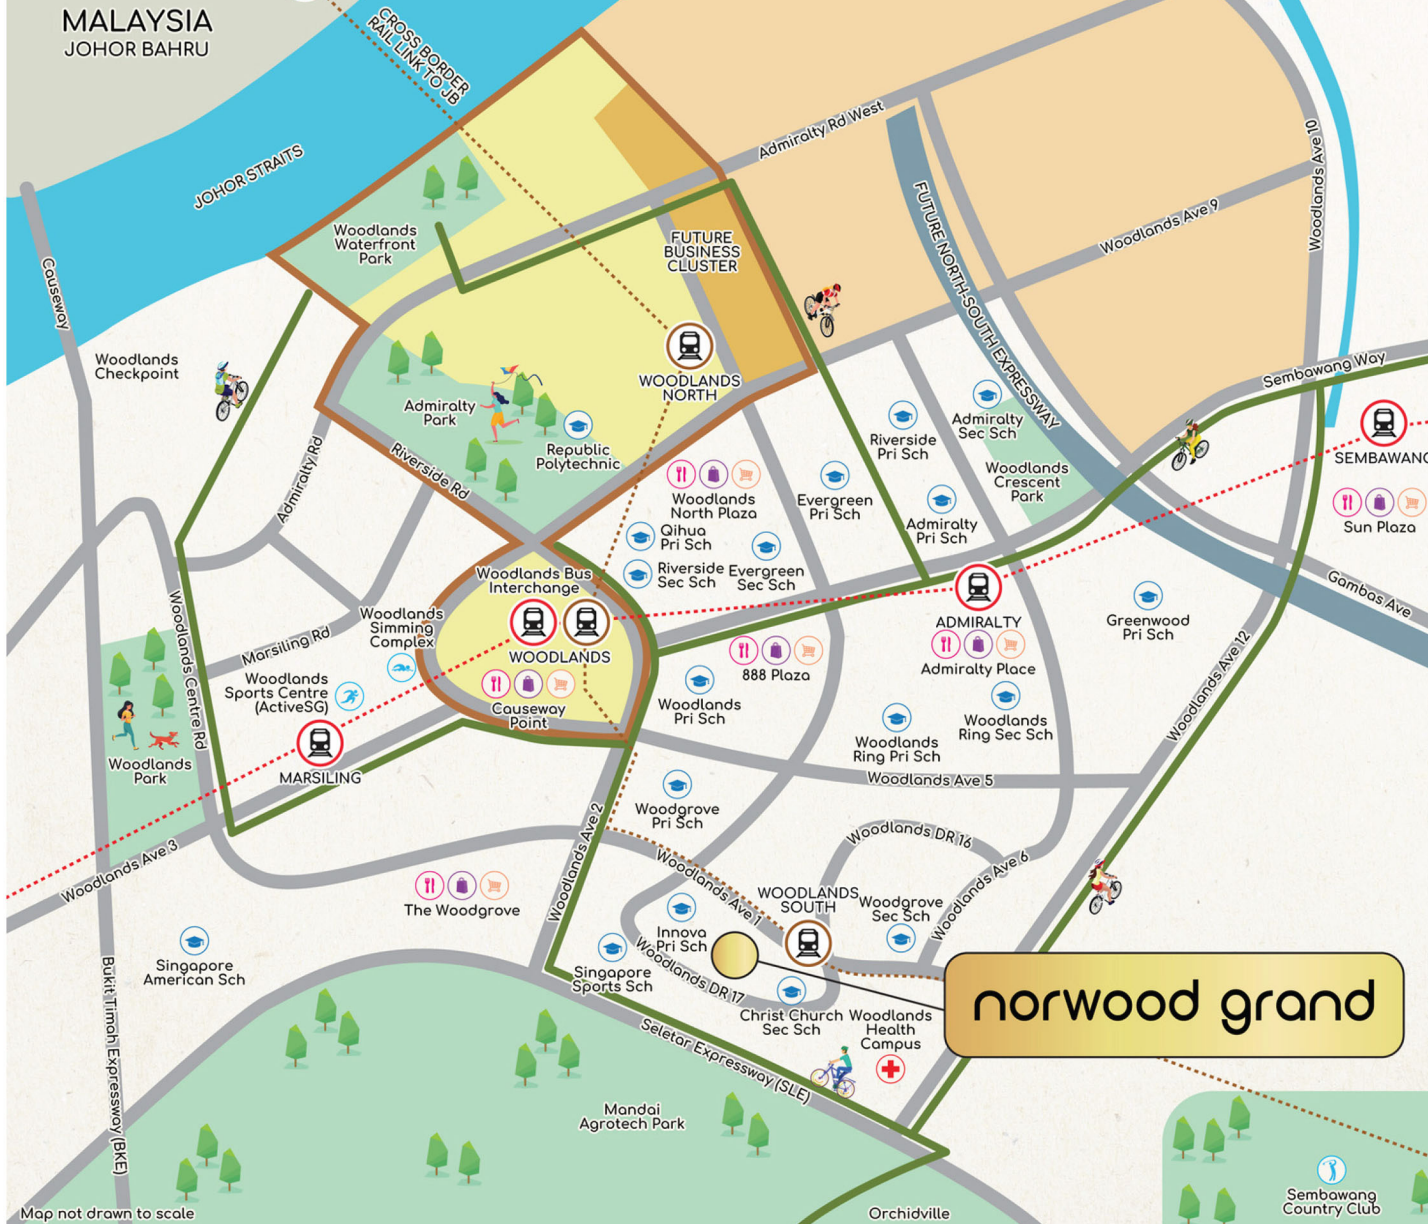 MALAYSIA
JOHOR BAHRU
CROSS BORDER
RAIL LINK TO JB
JOHOR STRAITS
Causeway
Woodlands
Checkpoint
Woodlands
Waterfront
Park
Admiralty Rd West
FUTURE
BUSINESS
CLUSTER
FUTURE NORTH-SOUTH EXPRESSWAY
Woodlands Ave 9
Woodlands Ave 10
Sembawang Way
WOODLANDS
NORTH
Admiralty
Park
Republic
Polytechnic
Riverside Rd
Admiralty Rd
Riverside
Pri Sch
Admiralty
Sec Sch
Woodlands
Crescent
Park
SEMBAWANG
Sun Plaza
Woodlands
North Plaza
Evergreen
Pri Sch
Admiralty
Pri Sch
Qihua
Pri Sch
Riverside
Sec Sch
Evergreen
Sec Sch
Woodlands Bus
Interchange
WOODLANDS
Causeway
Point
Woodlands
Simming
Complex
Marsiling Rd
Woodlands
Sports Centre
(ActiveSG)
MARSILING
Woodlands Centre Rd
Woodlands
Park
ADMIRALTY
Admiralty Place
Greenwood
Pri Sch
Gambas Ave
888 Plaza
Woodlands
Pri Sch
Woodlands
Ring Pri Sch
Woodlands
Ring Sec Sch
Woodlands Ave 12
Woodlands Ave 5
Woodgrove
Pri Sch
Woodlands Ave 3
Woodlands Ave 2
Woodlands Ave 1
Woodlands DR 16
Woodlands Ave 6
The Woodgrove
WOODLANDS
SOUTH
Woodgrove
Sec Sch
Innova
Pri Sch
Woodlands DR 17
Singapore
American Sch
Singapore
Sports Sch
Christ Church
Sec Sch
Woodlands
Health
Campus
norwood grand
Bukit Timah Expressway (BKE)
Seletar Expressway (SLE)
Mandai
Agrotech Park
Sembawang
Country Club
Map not drawn to scale
Orchidville